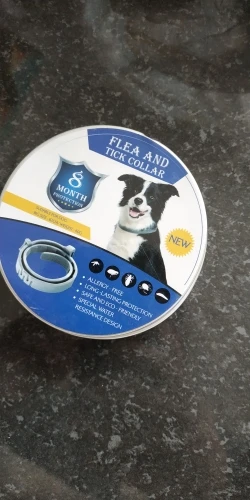 FLEA AND
TICK COLLAR
8
MONTH
PROTECTION
NEW
• ALLERGY - FREE
• LONG -LASTING PROTECTION
• SAFE AND ECO - FRIENDLY
• SPECIAL WATER
RESISTANCE DESIGN